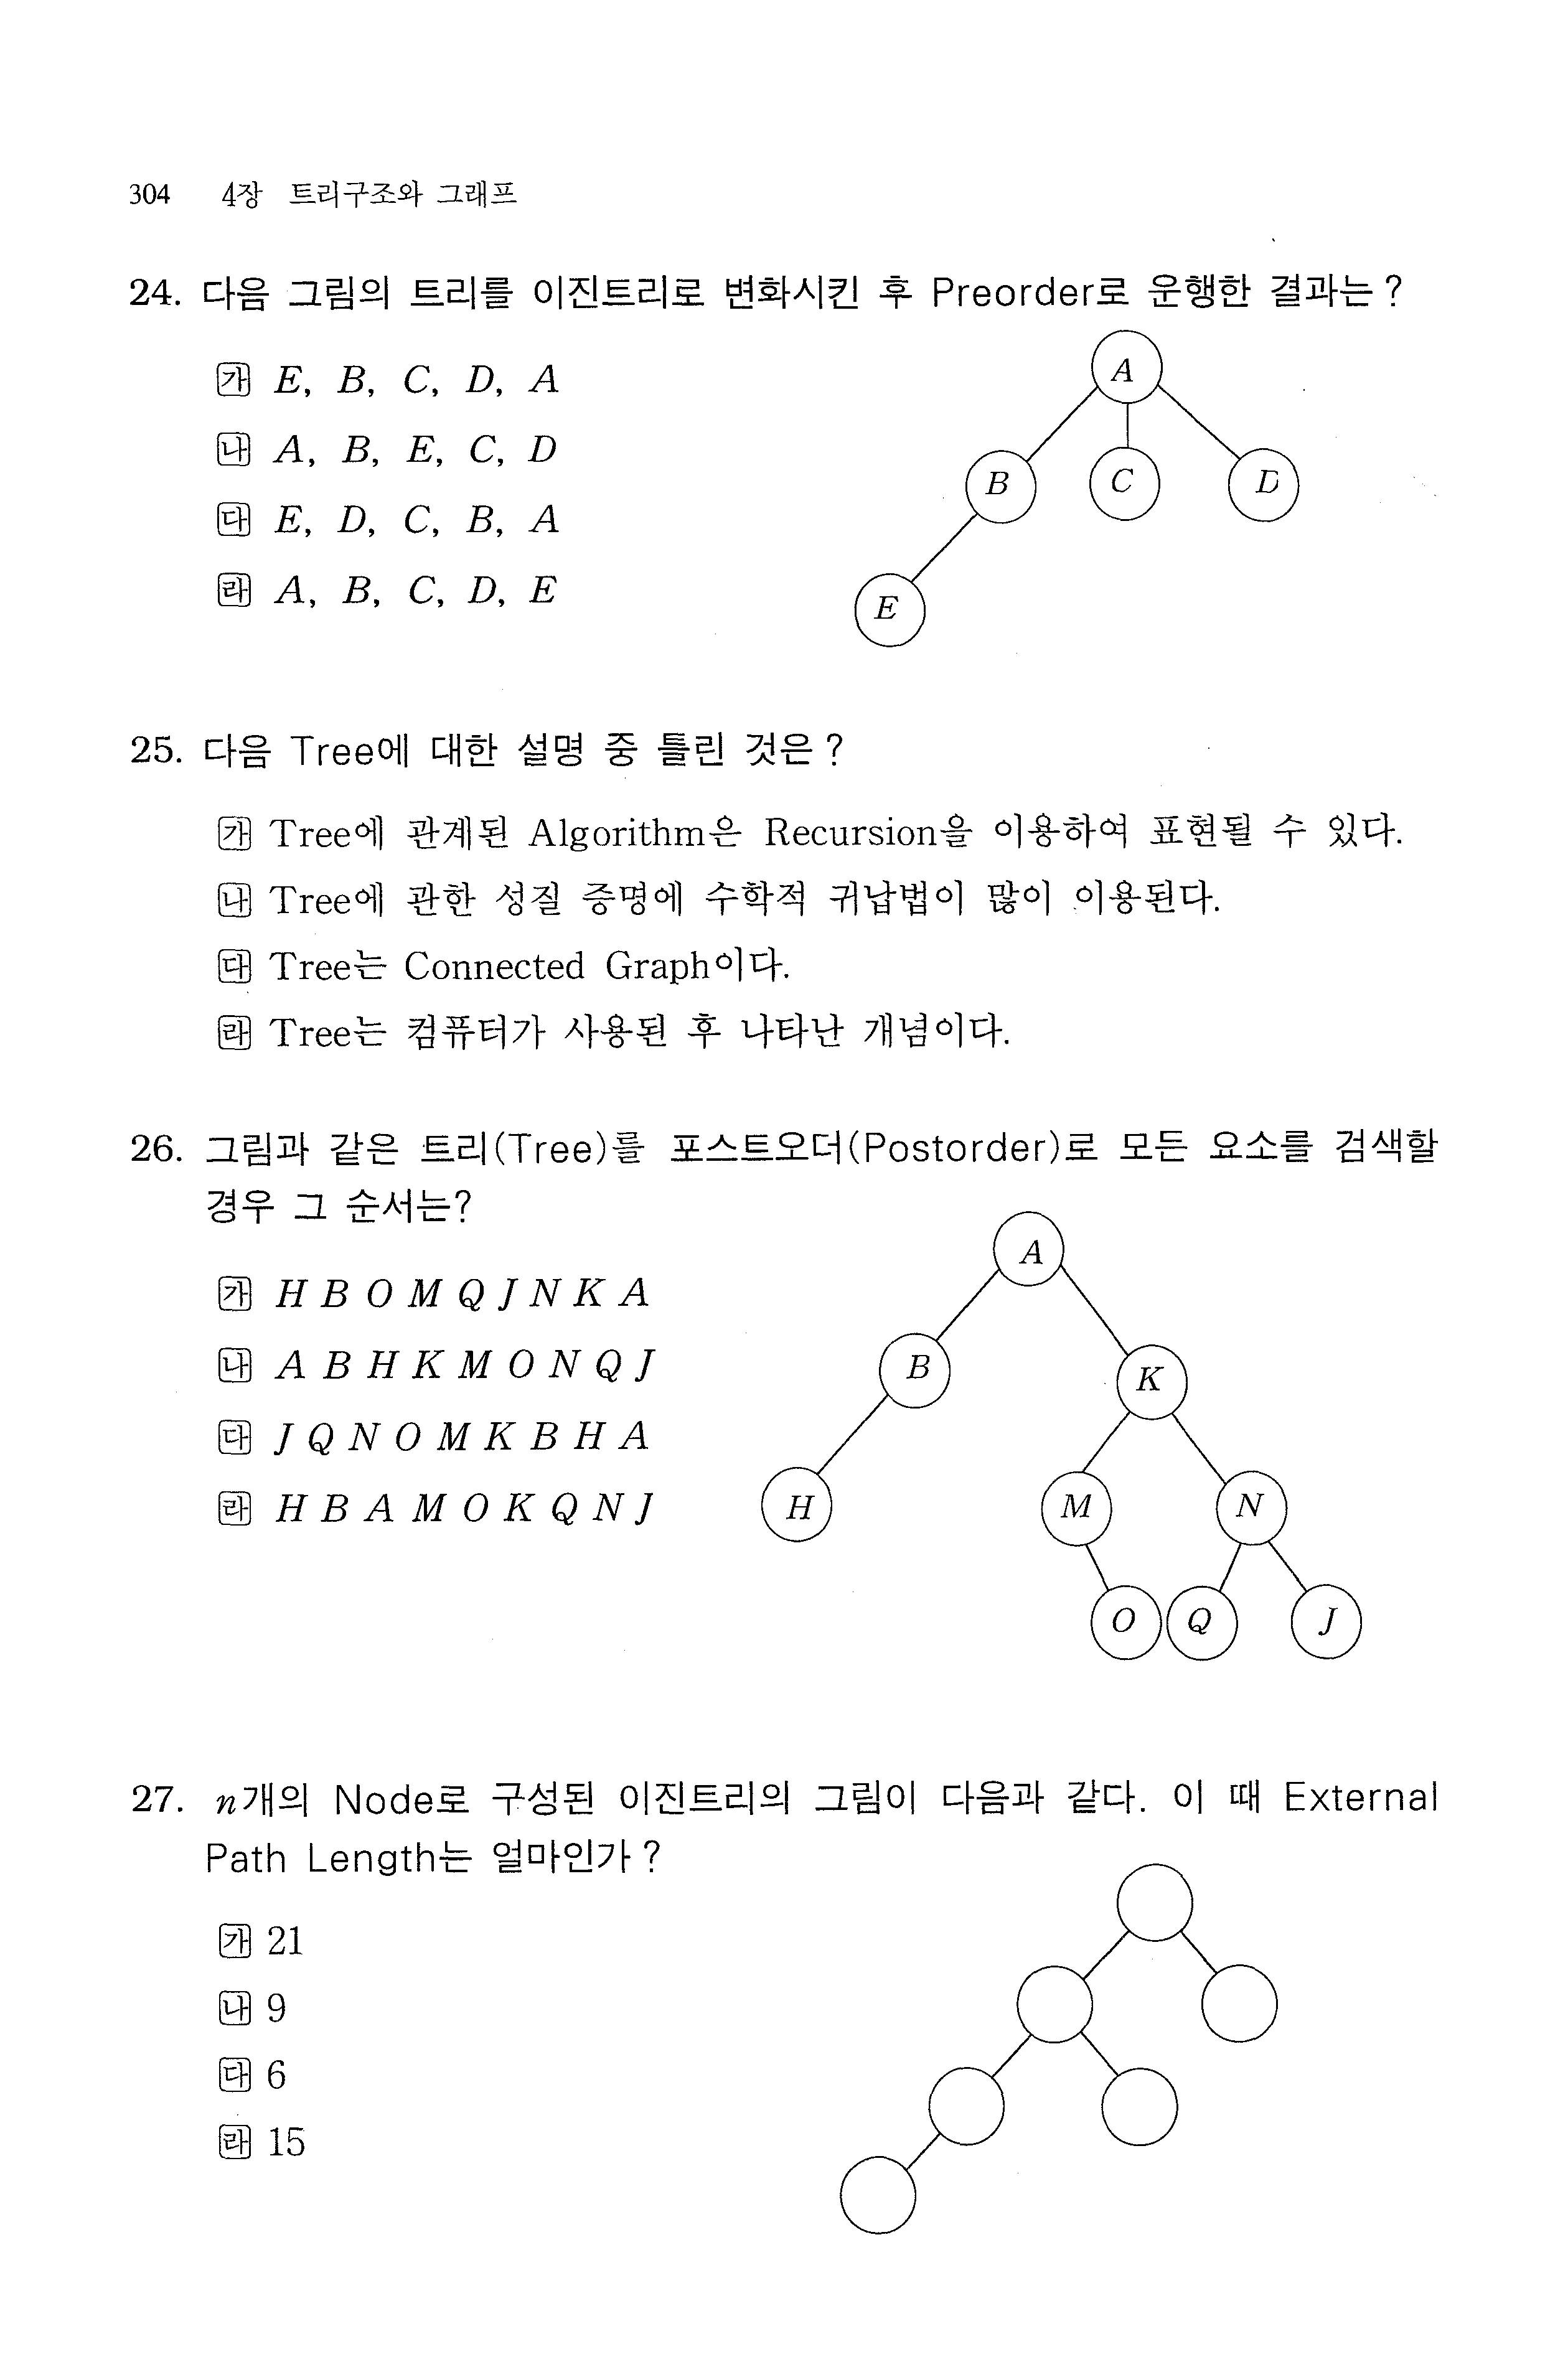 304 4장 트리구조와 그래프
24. 다음 그림의 트리를 이진트리로 변화시킨 후 Preorder로 운행한 결과는?
㉮ E, B, C, D, A
㉯ A, B, E, C, D
㉰ E, D, C, B, A
㉱ A, B, C, D, E
A
B C D
E
25. 다음 Tree에 대한 설명 중 틀린 것은?
㉮ Tree에 관계된 Algorithm은 Recursion을 이용하여 표현될 수 있다.
㉯ Tree에 관한 성질 증명에 수학적 귀납법이 많이 이용된다.
㉰ Tree는 Connected Graph이다.
㉱ Tree는 컴퓨터가 사용된 후 나타난 개념이다.
26. 그림과 같은 트리(Tree)를 포스트오더(Postorder)로 모든 요소를 검색할
경우 그 순서는?
㉮ H B O M Q J N K A
㉯ A B H K M O N Q J
㉰ J Q N O M K B H A
㉱ H B A M O K Q N J
A
B K
H M N
O Q J
27. n개의 Node로 구성된 이진트리의 그림이 다음과 같다. 이 때 External
Path Length는 얼마인가?
㉮ 21
㉯ 9
㉰ 6
㉱ 15